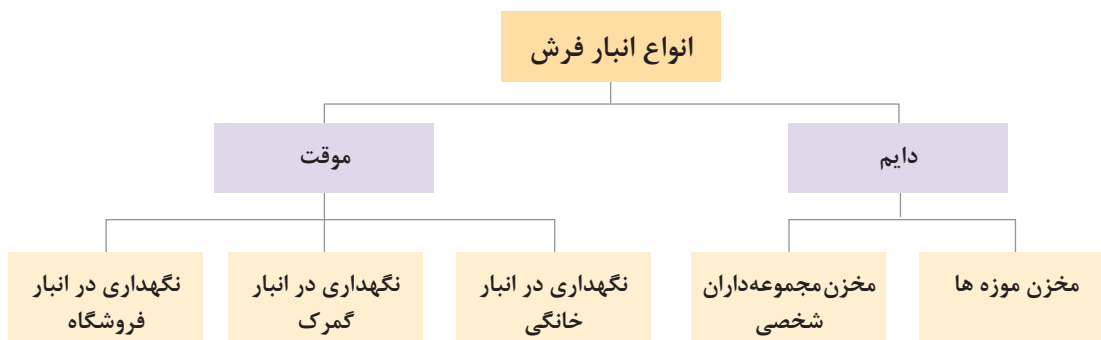 انواع انبار فرش
دایم
موقت
مخزن موزه ها
مخزن مجموعه‌داران
شخصی
نگهداری در انبار
خانگی
نگهداری در انبار
گمرک
نگهداری در انبار
فروشگاه